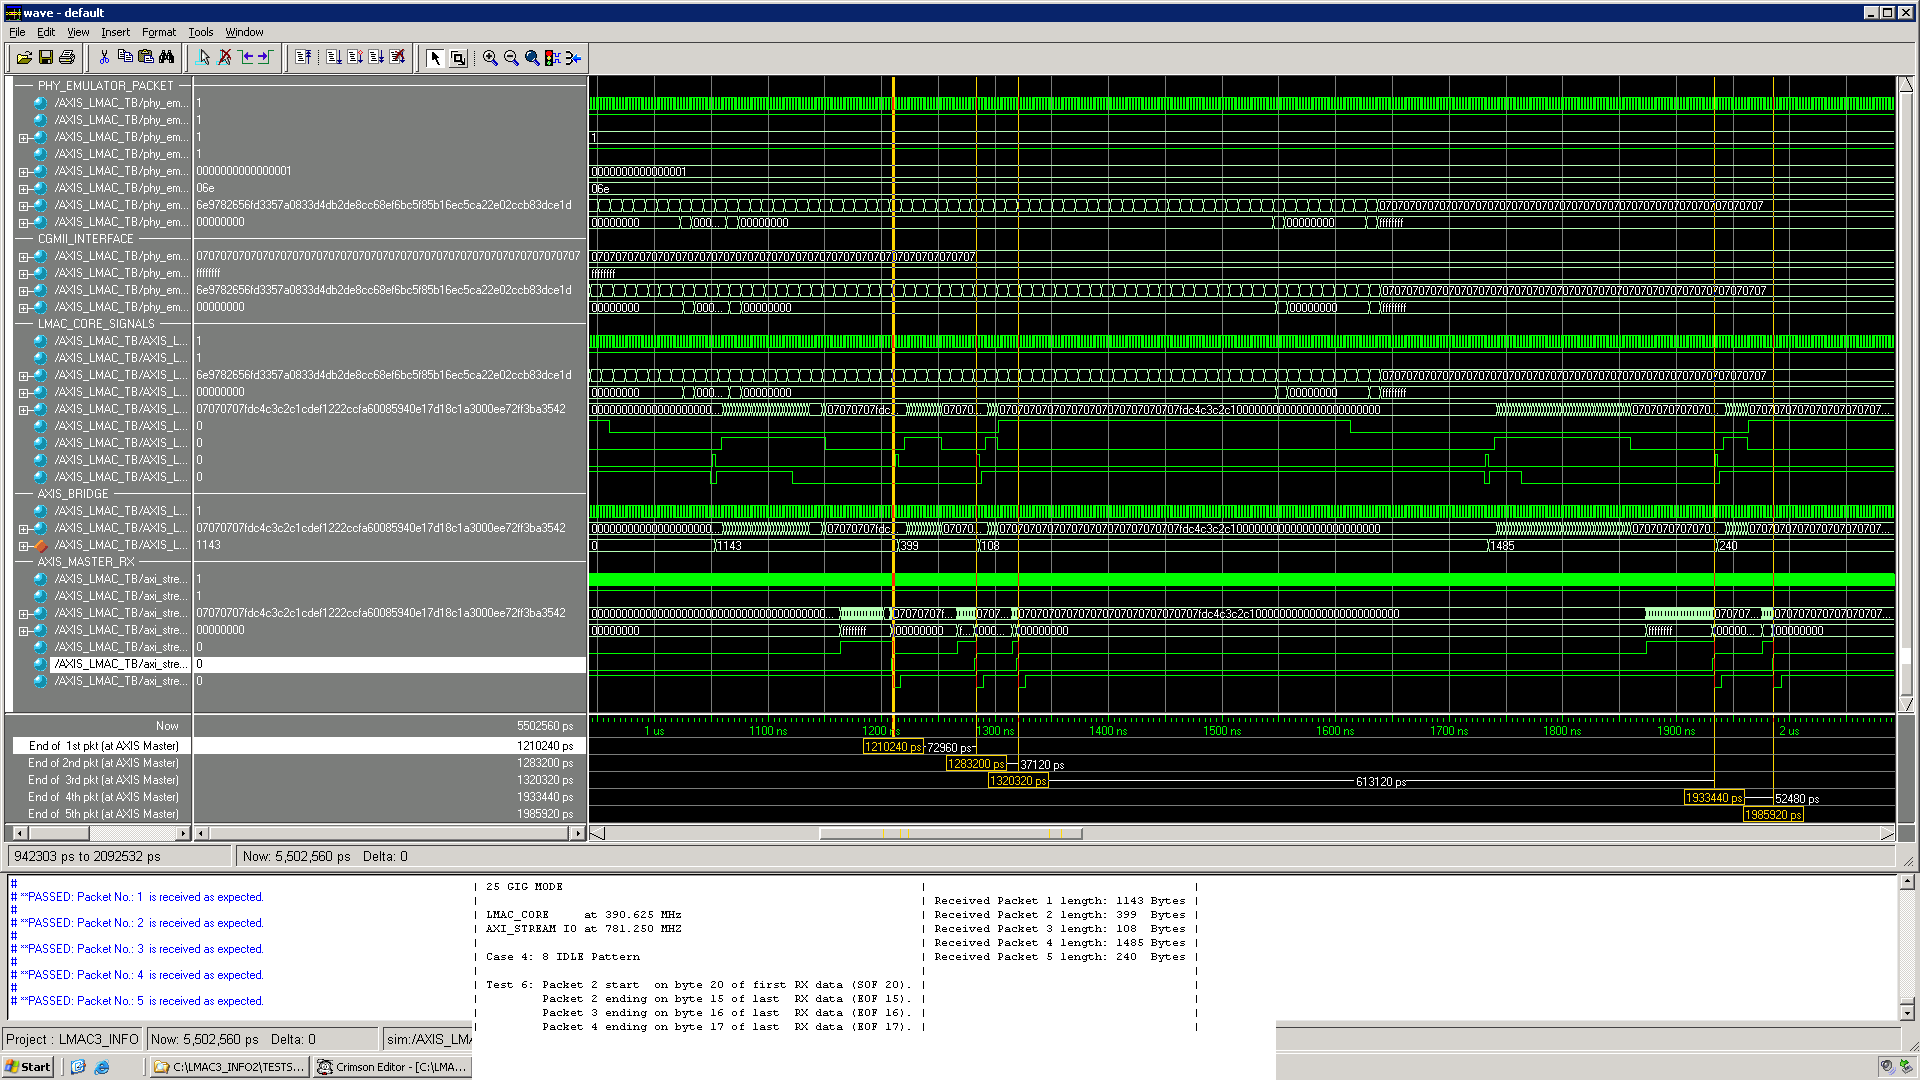 wave - default
File Edit View Insert Format Tools Window
PHY_EMULATOR_PACKET
/AXIS_LMAC_TB/phy_em... 1
/AXIS_LMAC_TB/phy_em... 1
/AXIS_LMAC_TB/phy_em... 1 1
/AXIS_LMAC_TB/phy_em... 1
/AXIS_LMAC_TB/phy_em... 0000000000000001 0000000000000001
/AXIS_LMAC_TB/phy_em... 06e 06e
/AXIS_LMAC_TB/phy_em... 6e9782656fd3357a0833d4db2de8cc68ef6bc5f85b16ec5ca22e02ccb83dce1d
/AXIS_LMAC_TB/phy_em... 00000000 00000000 000... 00000000 00000000 ffffffff
CGMII_INTERFACE
/AXIS_LMAC_TB/phy_em... 0707070707070707070707070707070707070707070707070707070707070707
/AXIS_LMAC_TB/phy_em... ffffffff ffffffff
/AXIS_LMAC_TB/phy_em... 6e9782656fd3357a0833d4db2de8cc68ef6bc5f85b16ec5ca22e02ccb83dce1d
/AXIS_LMAC_TB/phy_em... 00000000 00000000 000... 00000000 00000000 ffffffff
LMAC_CORE_SIGNALS
/AXIS_LMAC_TB/AXIS_L... 1
/AXIS_LMAC_TB/AXIS_L... 1
/AXIS_LMAC_TB/AXIS_L... 6e9782656fd3357a0833d4db2de8cc68ef6bc5f85b16ec5ca22e02ccb83dce1d
/AXIS_LMAC_TB/AXIS_L... 00000000 00000000 000... 00000000 00000000 ffffffff
/AXIS_LMAC_TB/AXIS_L... 07070707fdc4c3c2c1cdef1222ccfa60085940e17d18c1a3000ee72ff3ba3542
/AXIS_LMAC_TB/AXIS_L... 0
/AXIS_LMAC_TB/AXIS_L... 0
/AXIS_LMAC_TB/AXIS_L... 0
/AXIS_LMAC_TB/AXIS_L... 0
AXIS_BRIDGE
/AXIS_LMAC_TB/AXIS_L... 1
/AXIS_LMAC_TB/AXIS_L... 07070707fdc4c3c2c1cdef1222ccfa60085940e17d18c1a3000ee72ff3ba3542
/AXIS_LMAC_TB/AXIS_L... 1143 0 1143 399 108 1485 240
AXIS_MASTER_RX
/AXIS_LMAC_TB/axi_stre... 1
/AXIS_LMAC_TB/axi_stre... 1
/AXIS_LMAC_TB/axi_stre... 07070707fdc4c3c2c1cdef1222ccfa60085940e17d18c1a3000ee72ff3ba3542
/AXIS_LMAC_TB/axi_stre... 00000000 00000000 ffffffff 00000000 f... 000... 00000000 ffffffff 00000... 00000000
/AXIS_LMAC_TB/axi_stre... 0
/AXIS_LMAC_TB/axi_stre... 0
/AXIS_LMAC_TB/axi_stre... 0
Now 5502560 ps 1 us 1100 ns 1200 ns 1300 ns 1400 ns 1500 ns 1600 ns 1700 ns 1800 ns 1900 ns 2 us
End of 1st pkt (at AXIS Master) 1210240 ps 1210240 ps 72960 ps
End of 2nd pkt (at AXIS Master) 1283200 ps 1283200 ps 37120 ps
End of 3rd pkt (at AXIS Master) 1320320 ps 1320320 ps 613120 ps
End of 4th pkt (at AXIS Master) 1933440 ps 1933440 ps 52480 ps
End of 5th pkt (at AXIS Master) 1985920 ps 1985920 ps
942303 ps to 2092532 ps Now: 5,502,560 ps Delta: 0
#
# **PASSED: Packet No.: 1 is received as expected.
#
# **PASSED: Packet No.: 2 is received as expected.
#
# **PASSED: Packet No.: 3 is received as expected.
#
# **PASSED: Packet No.: 4 is received as expected.
#
# **PASSED: Packet No.: 5 is received as expected.
| 25 GIG MODE | |
| | Received Packet 1 length: 1143 Bytes |
| LMAC_CORE at 390.625 MHz | Received Packet 2 length: 399 Bytes |
| AXI_STREAM IO at 781.250 MHZ | Received Packet 3 length: 108 Bytes |
| | Received Packet 4 length: 1485 Bytes |
| Case 4: 8 IDLE Pattern | Received Packet 5 length: 240 Bytes |
| | |
| Test 6: Packet 2 start on byte 20 of first RX data (SOF 20). | |
| Packet 2 ending on byte 15 of last RX data (EOF 15). | |
| Packet 3 ending on byte 16 of last RX data (EOF 16). | |
| Packet 4 ending on byte 17 of last RX data (EOF 17). | |
Project : LMAC3_INFO Now: 5,502,560 ps Delta: 0 sim:/AXIS_LMA
Start C:\LMAC3_INFO2\TESTS... Crimson Editor - [C:\LMA...